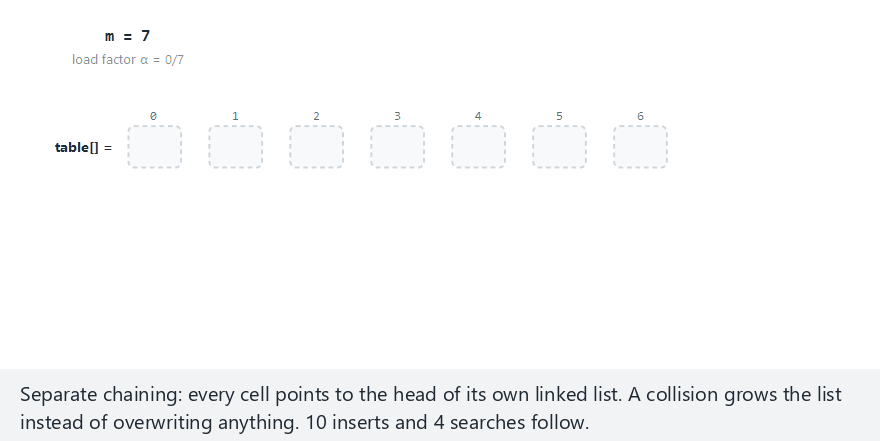 m = 7
load factor α = 0/7
0 1 2 3 4 5 6
table[] =
Separate chaining: every cell points to the head of its own linked list. A collision grows the list
instead of overwriting anything. 10 inserts and 4 searches follow.